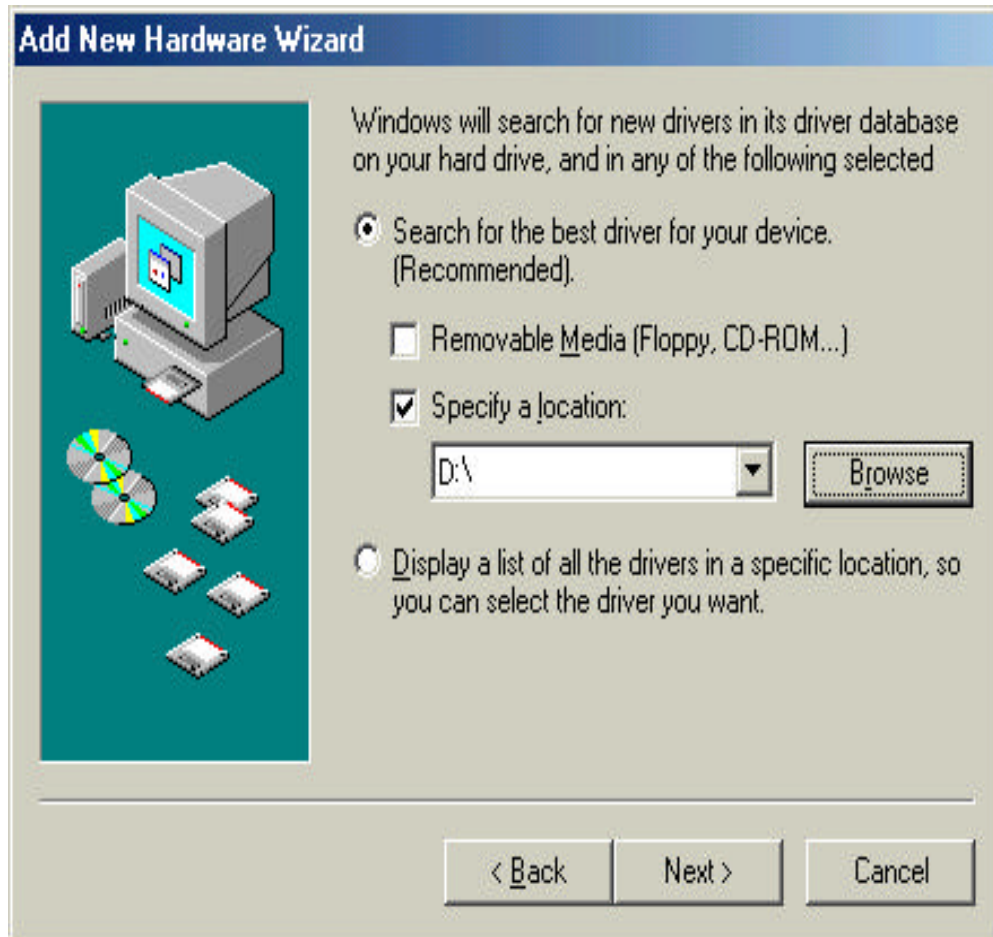 Add New Hardware Wizard
Windows will search for new drivers in its driver database
on your hard drive, and in any of the following selected
Search for the best driver for your device.
(Recommended).
Removable Media (Floppy, CD-ROM...)
Specify a location:
D:\
Browse
Display a list of all the drivers in a specific location, so
you can select the driver you want.
< Back
Next >
Cancel